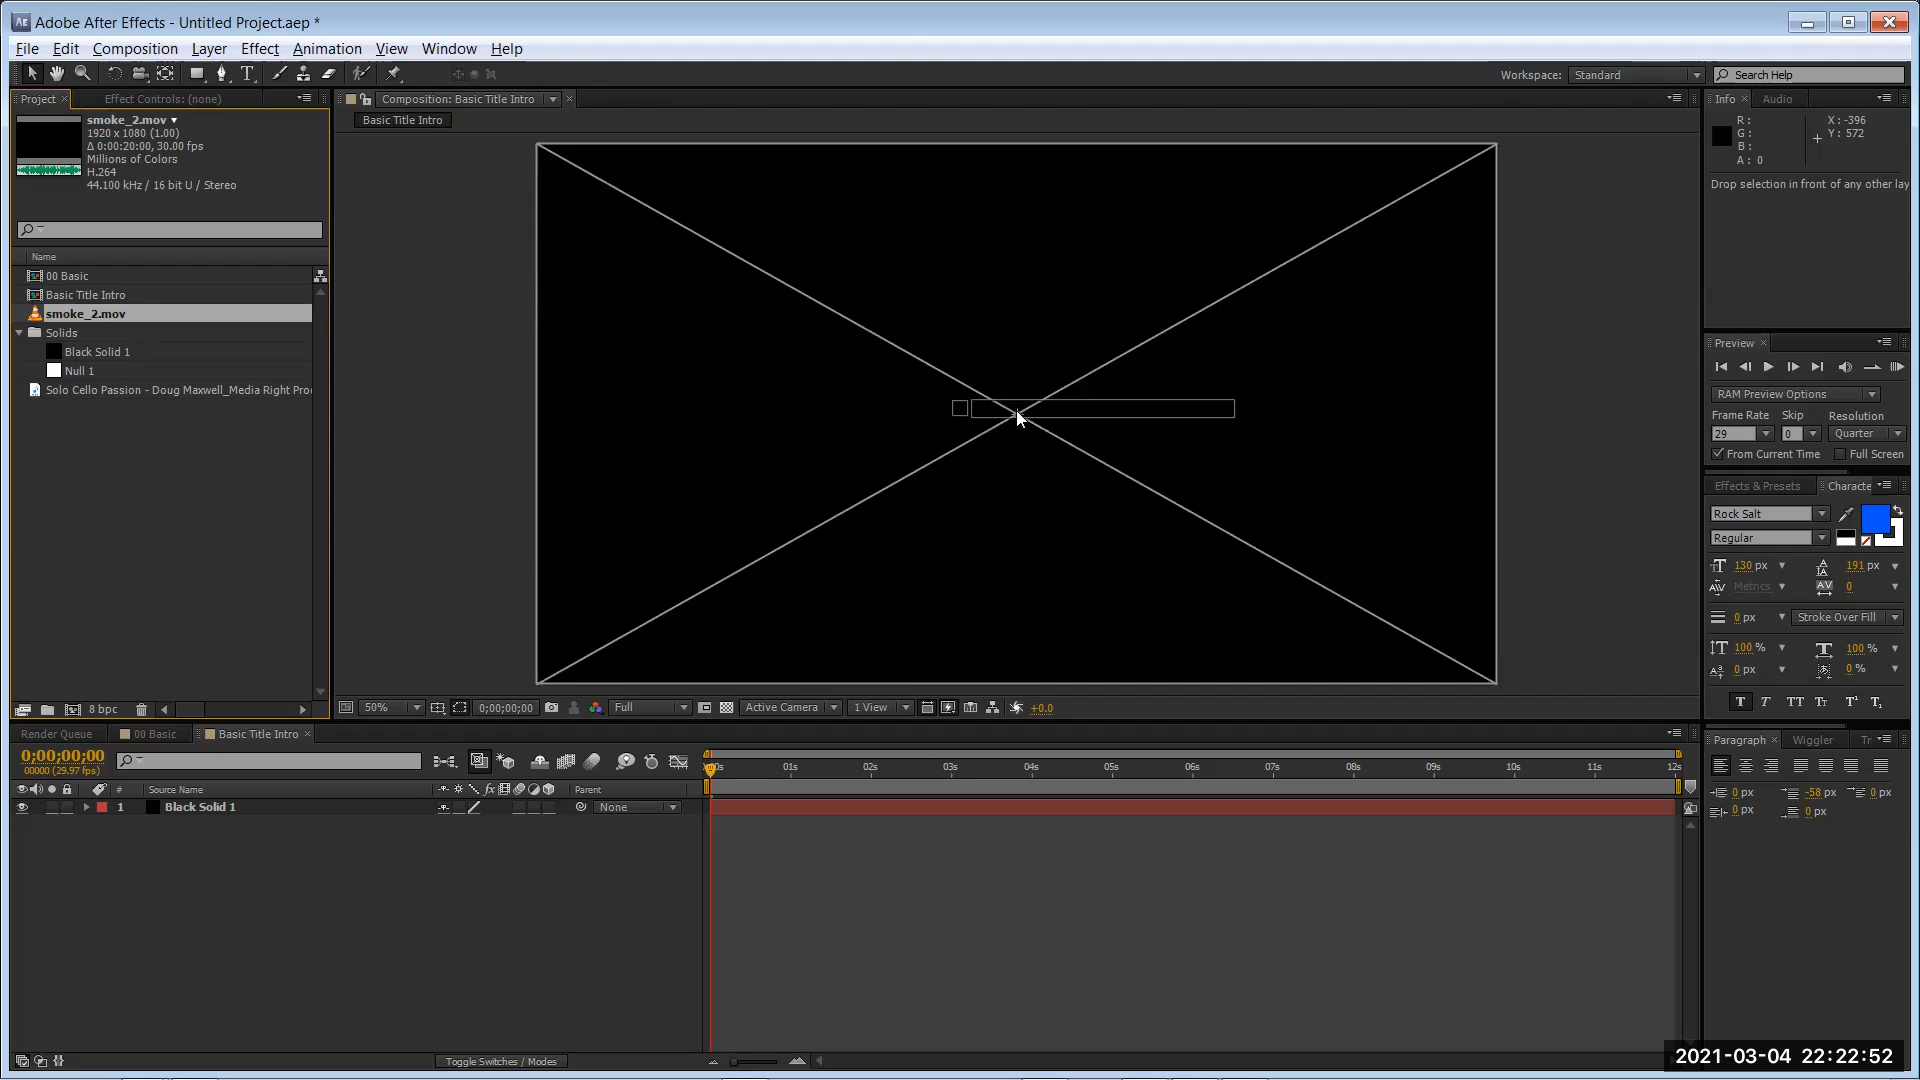 Adobe After Effects - Untitled Project.aep *
File Edit Composition Layer Effect Animation View Window Help
Workspace: Standard
Search Help
Project
Effect Controls: (none)
smoke_2.mov
1920 x 1080 (1.00)
Δ 0:00:20:00, 30.00 fps
Millions of Colors
H.264
44.100 kHz / 16 bit U / Stereo
Name
00 Basic
Basic Title Intro
smoke_2.mov
Solids
Black Solid 1
Null 1
Solo Cello Passion - Doug Maxwell_Media Right Pro
8 bpc
Composition: Basic Title Intro
Basic Title Intro
50%
0;00;00;00
Full
Active Camera
1 View
+0.0
Info
Audio
R:
G:
B:
A: 0
X: -396
Y: 572
Drop selection in front of any other lay
Preview
RAM Preview Options
Frame Rate Skip Resolution
29 0 Quarter
From Current Time Full Screen
Effects & Presets
Characte
Rock Salt
Regular
130 px
191 px
Metrics
0
0 px
Stroke Over Fill
100 %
100 %
0 px
0 %
Paragraph
Wiggler
Tr
0 px
-58 px
0 px
0 px
0 px
Render Queue
00 Basic
Basic Title Intro
0;00;00;00
00000 (29.97 fps)
# Source Name
Parent
1 Black Solid 1
None
0s 01s 02s 03s 04s 05s 06s 07s 08s 09s 10s 11s 12s
Toggle Switches / Modes
2021-03-04 22:22:52